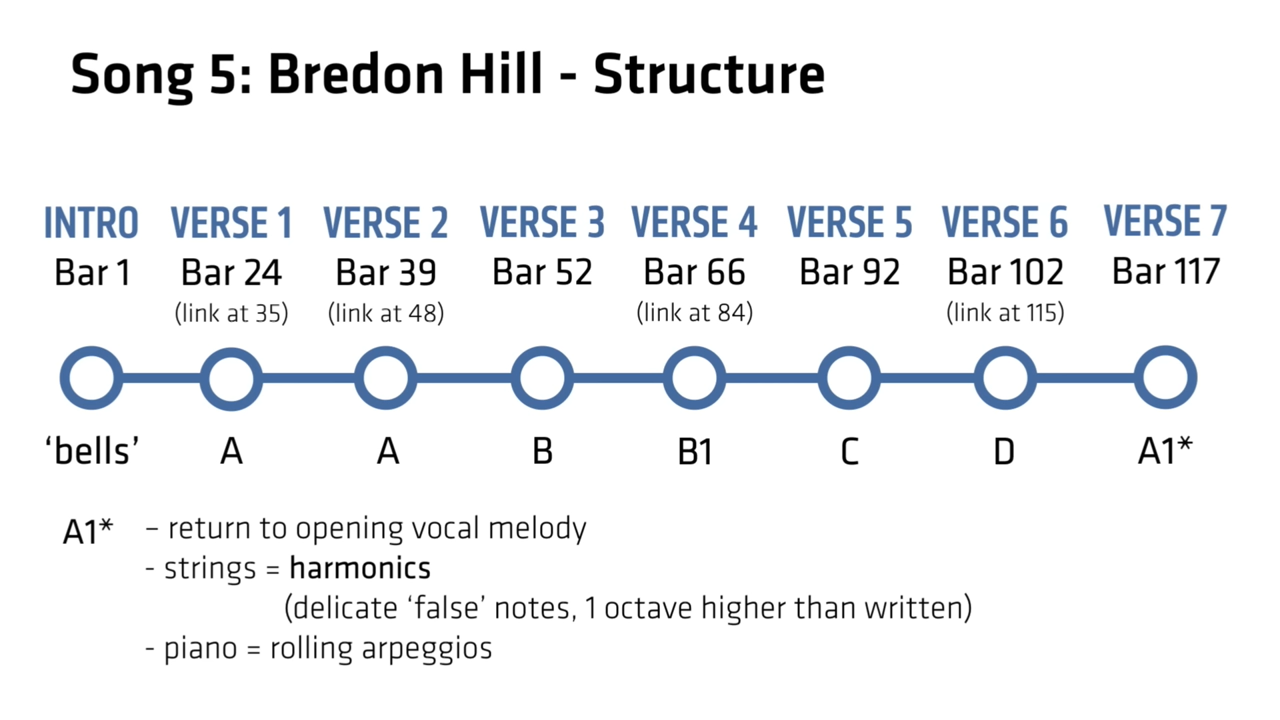 Song 5: Bredon Hill - Structure
INTRO VERSE 1 VERSE 2 VERSE 3 VERSE 4 VERSE 5 VERSE 6 VERSE 7
Bar 1 Bar 24 Bar 39 Bar 52 Bar 66 Bar 92 Bar 102 Bar 117
(link at 35) (link at 48) (link at 84) (link at 115)
‘bells’ A A B B1 C D A1*
A1* – return to opening vocal melody
- strings = harmonics
(delicate ‘false’ notes, 1 octave higher than written)
- piano = rolling arpeggios